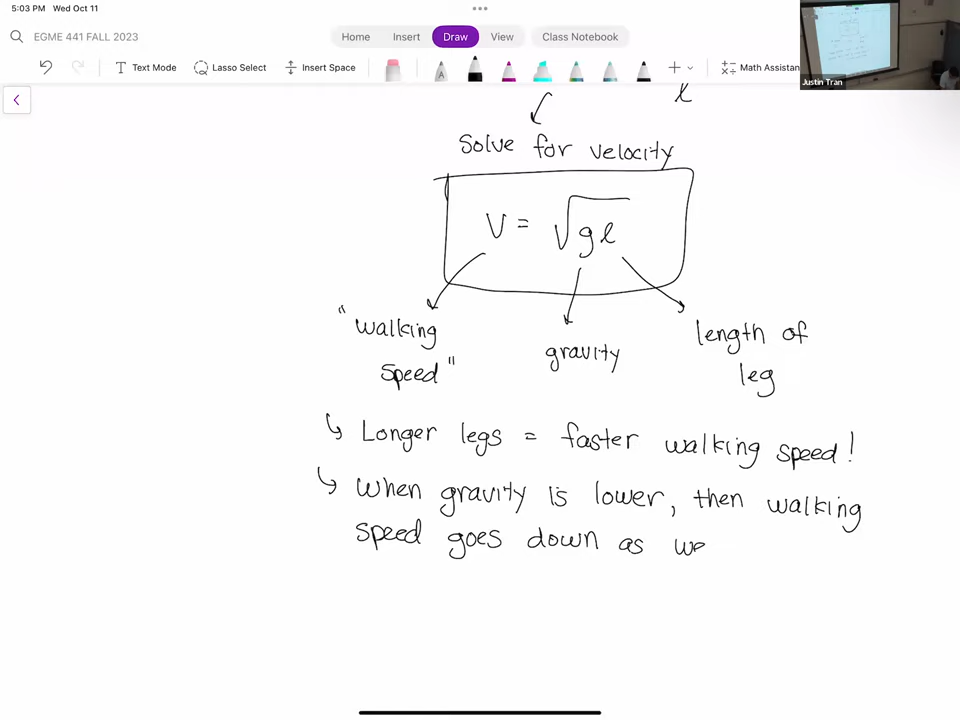 5:03 PM Wed Oct 11
EGME 441 FALL 2023
Home Insert Draw View Class Notebook
Text Mode Lasso Select Insert Space A Math Assistan
Justin Tran
l
Solve for velocity
V = √gl
"walking speed"
gravity
length of leg
↳ Longer legs = faster walking speed!
↳ When gravity is lower, then walking
speed goes down as we